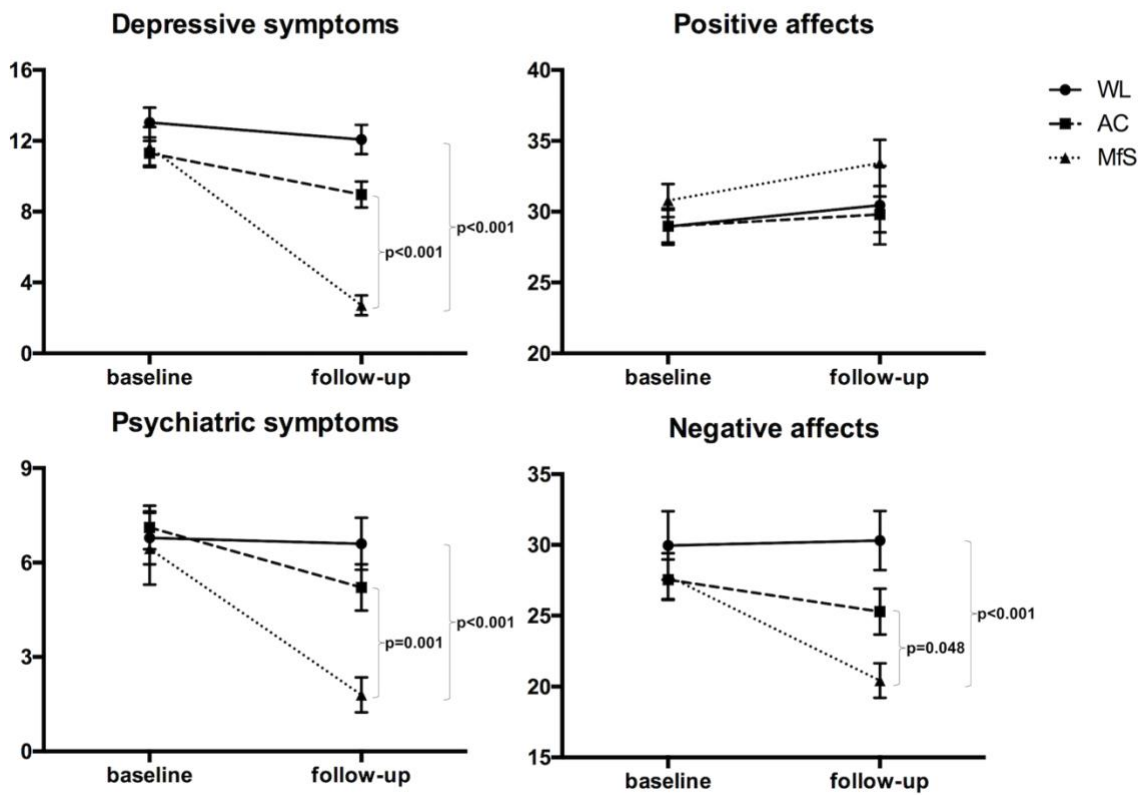 Depressive symptoms
16
12
8
4
0
baseline follow-up
p<0.001
p<0.001
Positive affects
40
35
30
25
20
baseline follow-up
WL
AC
MfS
Psychiatric symptoms
9
6
3
0
baseline follow-up
p=0.001
p<0.001
Negative affects
35
30
25
20
15
baseline follow-up
p=0.048
p<0.001